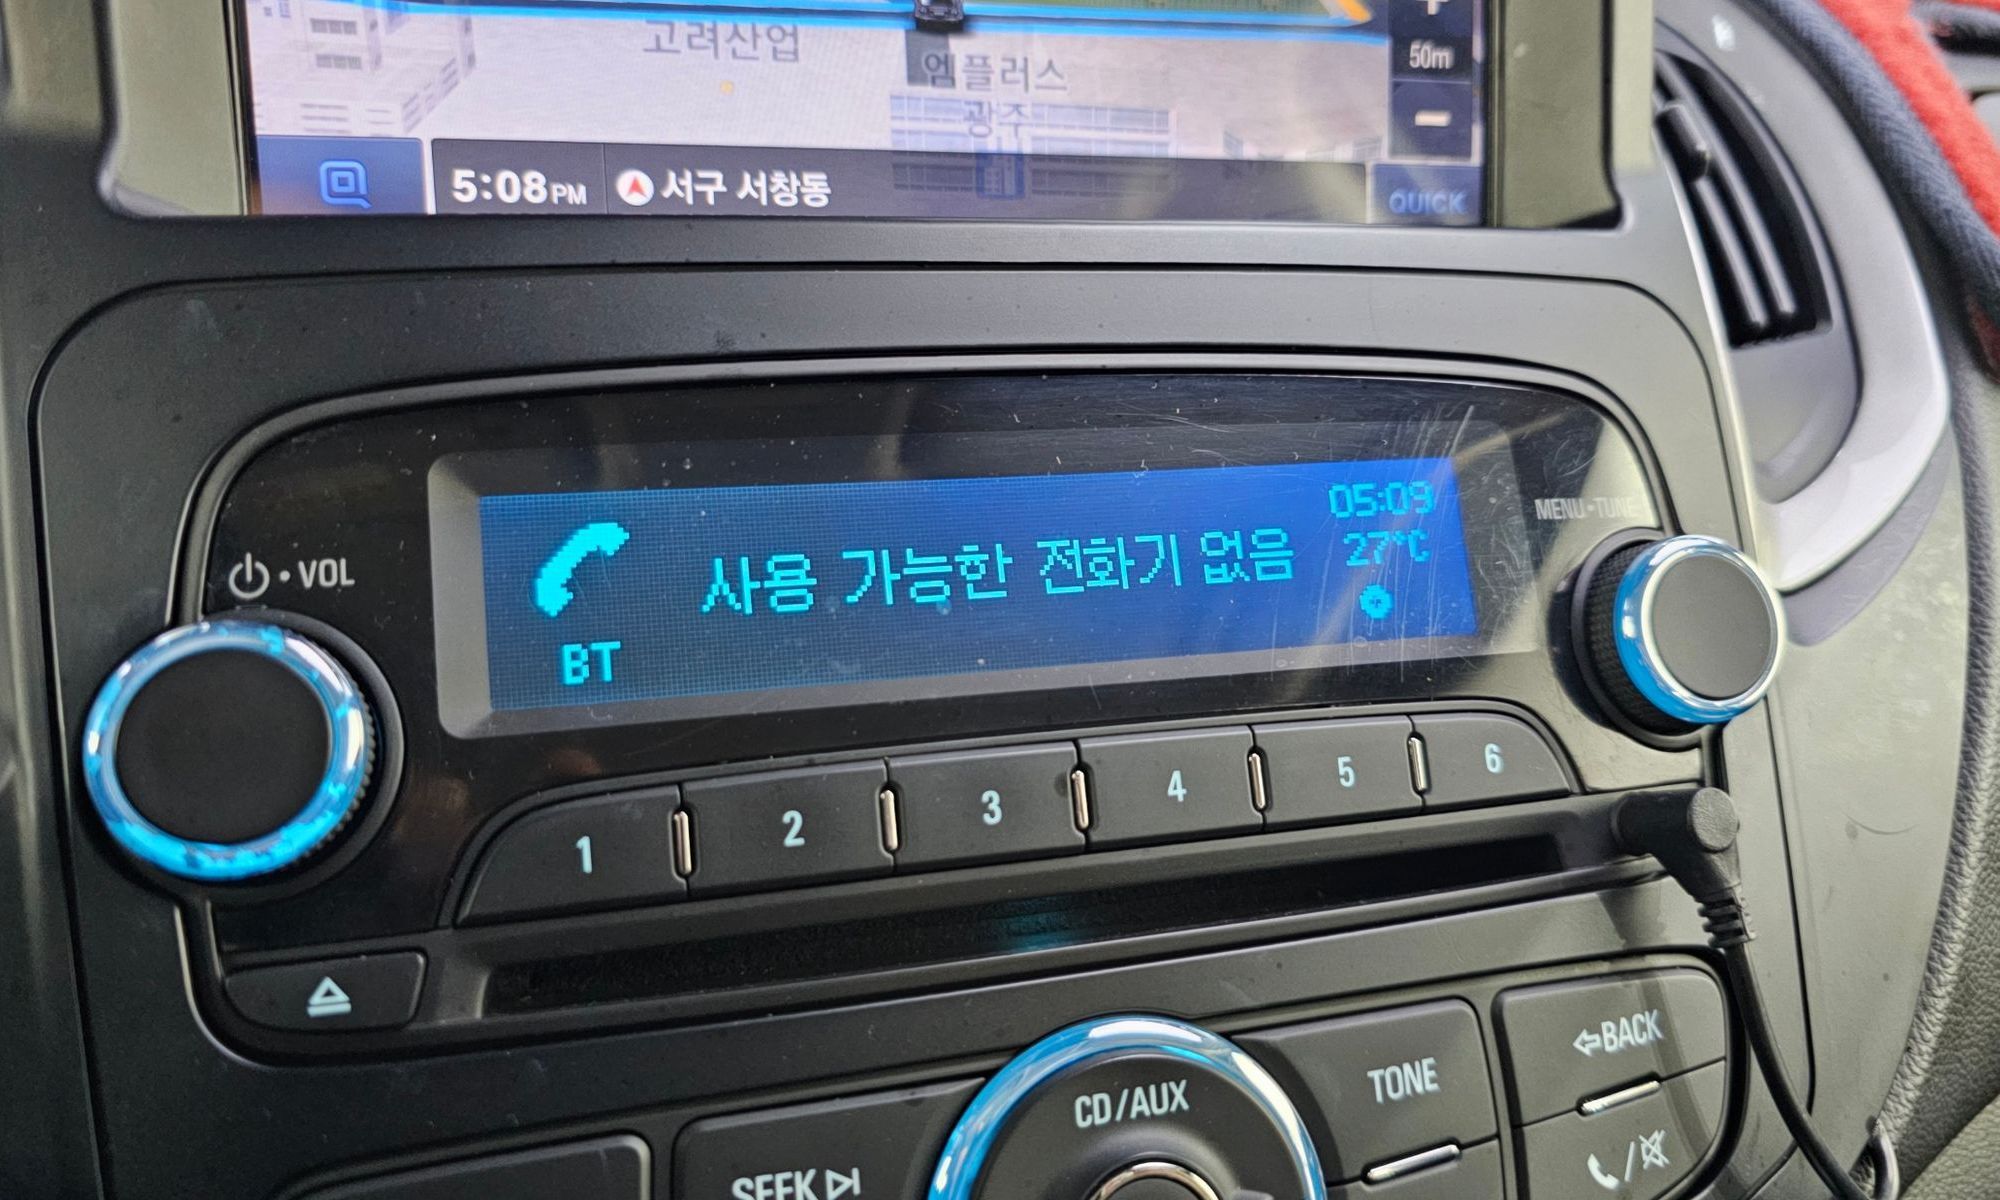 고려산업
엠플러스
광주
50m
5:08PM
서구 서창동
QUICK
05:09
MENU•TUNE
사용 가능한 전화기 없음
27°C
•VOL
BT
1 2 3 4 5 6
BACK
CD/AUX
TONE
SEEK